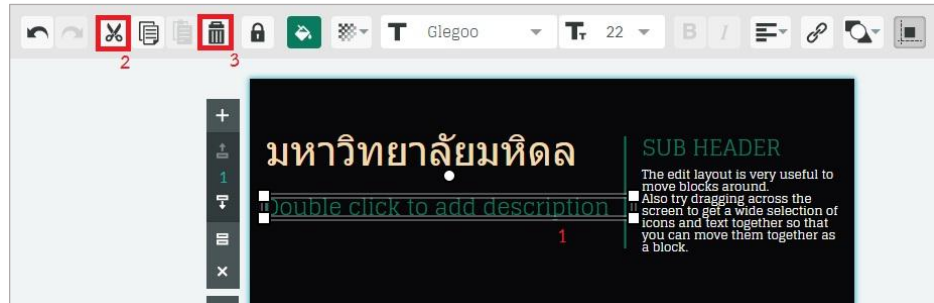 Glegoo
22
B
I
2
3
1
มหาวิทยาลัยมหิดล
Double click to add description
1
SUB HEADER
The edit layout is very useful to
move blocks around.
Also try dragging across the
screen to get a wide selection of
icons and text together so that
you can move them together as
a block.